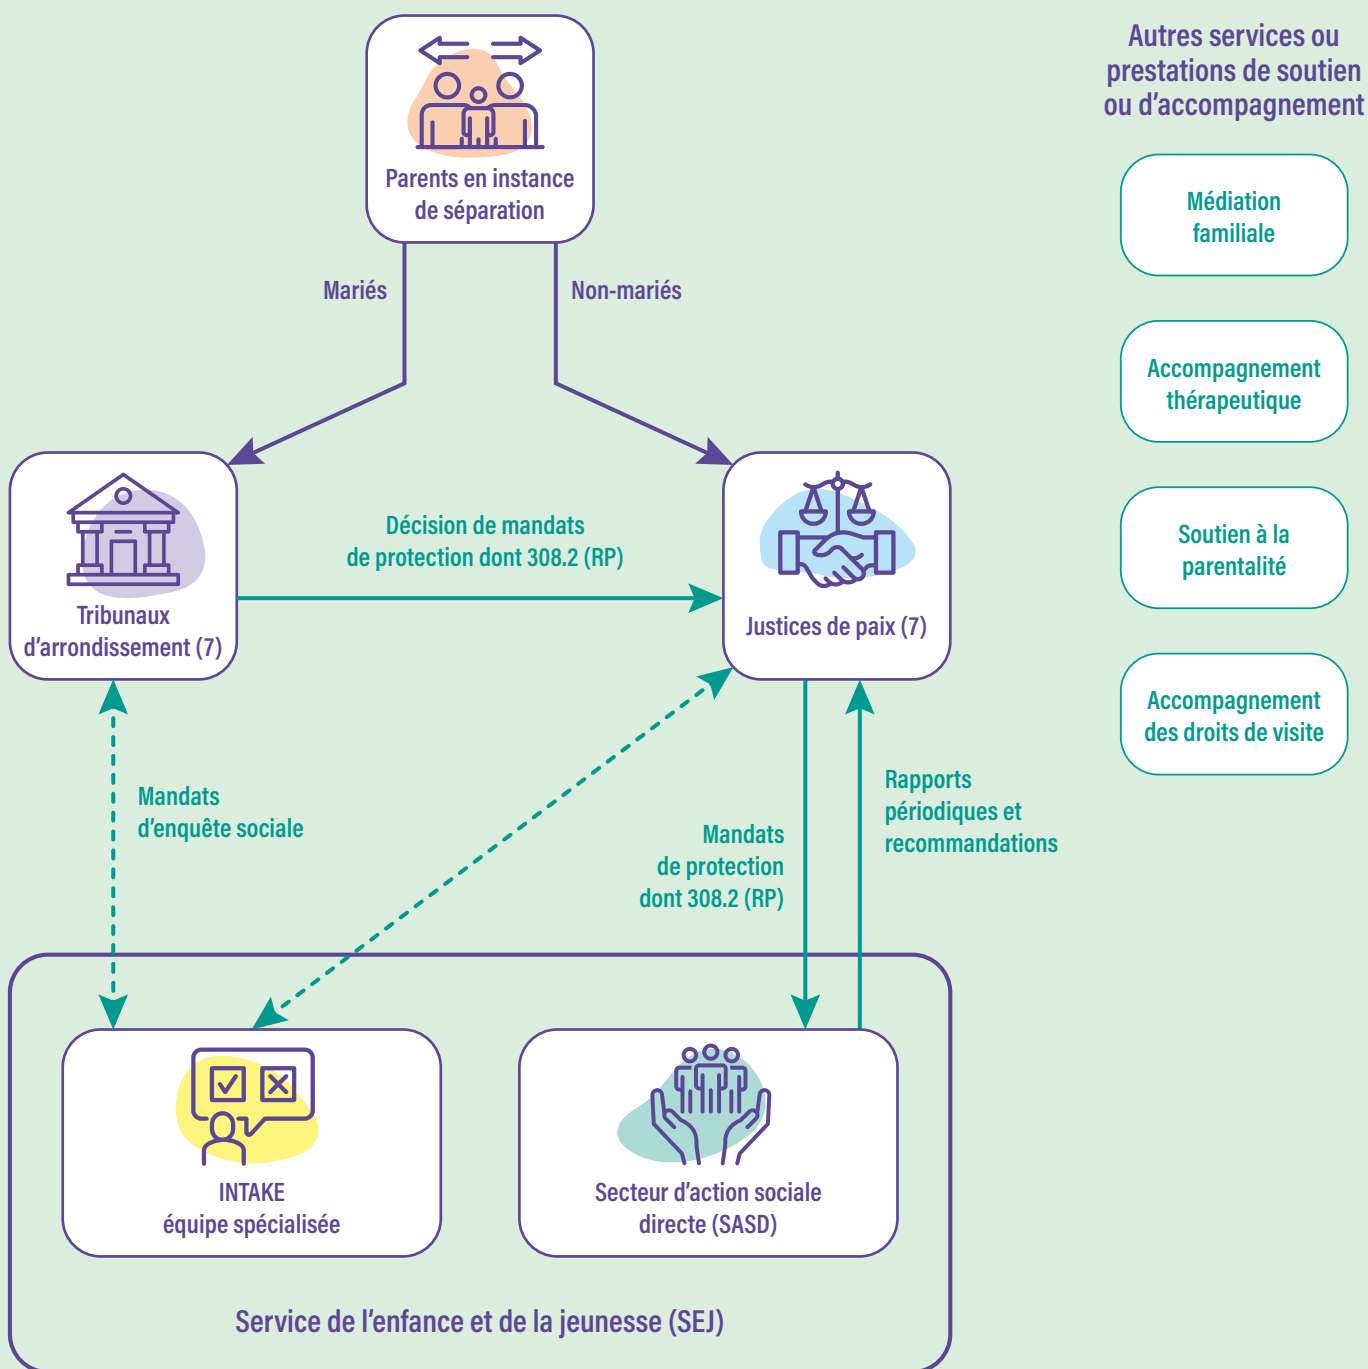 Autres services ou
prestations de soutien
ou d'accompagnement
Parents en instance
de séparation
Médiation
familiale
Mariés
Non-mariés
Accompagnement
thérapeutique
Décision de mandats
de protection dont 308.2 (RP)
Soutien à la
parentalité
Tribunaux
d'arrondissement (7)
Justices de paix (7)
Accompagnement
des droits de visite
Mandats
d'enquête sociale
Rapports
périodiques et
recommandations
Mandats
de protection
dont 308.2 (RP)
INTAKE
équipe spécialisée
Secteur d'action sociale
directe (SASD)
Service de l'enfance et de la jeunesse (SEJ)